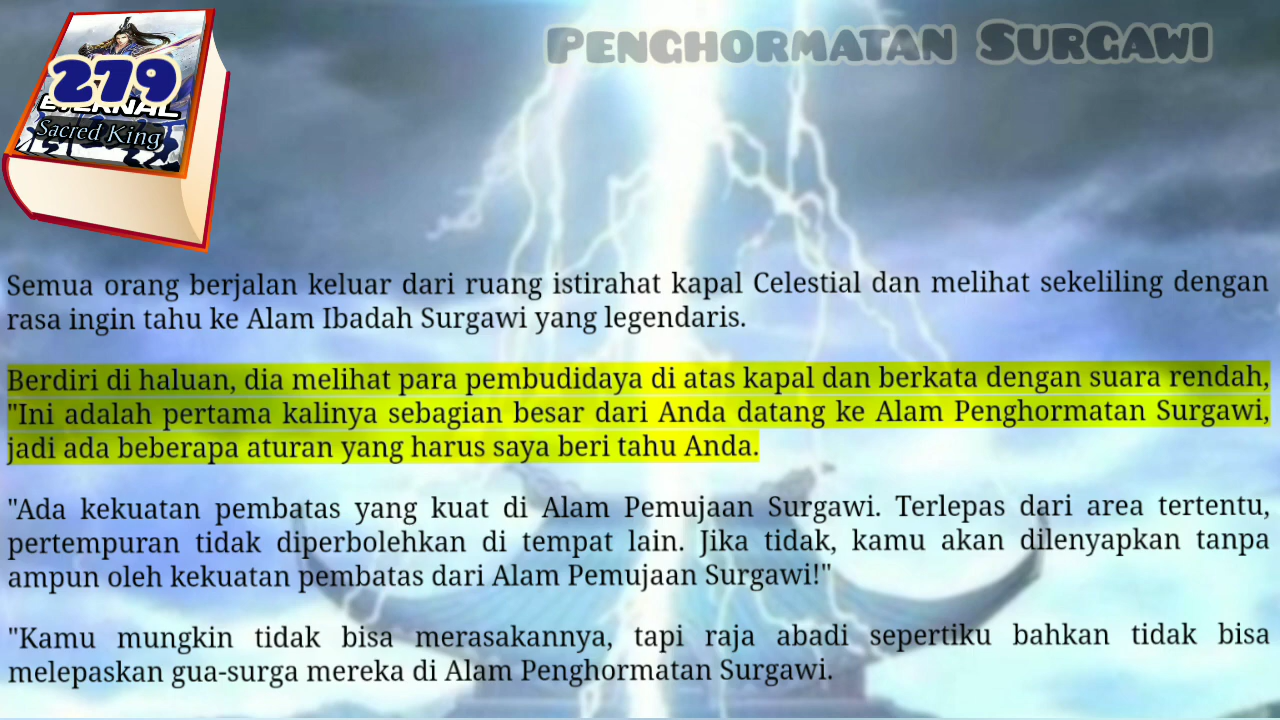 Penghormatan Surgawi
279
ETERNAL
Sacred King
Semua orang berjalan keluar dari ruang istirahat kapal Celestial dan melihat sekeliling dengan
rasa ingin tahu ke Alam Ibadah Surgawi yang legendaris.
Berdiri di haluan, dia melihat para pembudidaya di atas kapal dan berkata dengan suara rendah,
"Ini adalah pertama kalinya sebagian besar dari Anda datang ke Alam Penghormatan Surgawi,
jadi ada beberapa aturan yang harus saya beri tahu Anda.
"Ada kekuatan pembatas yang kuat di Alam Pemujaan Surgawi. Terlepas dari area tertentu,
pertempuran tidak diperbolehkan di tempat lain. Jika tidak, kamu akan dilenyapkan tanpa
ampun oleh kekuatan pembatas dari Alam Pemujaan Surgawi!"
"Kamu mungkin tidak bisa merasakannya, tapi raja abadi sepertiku bahkan tidak bisa
melepaskan gua-surga mereka di Alam Penghormatan Surgawi.